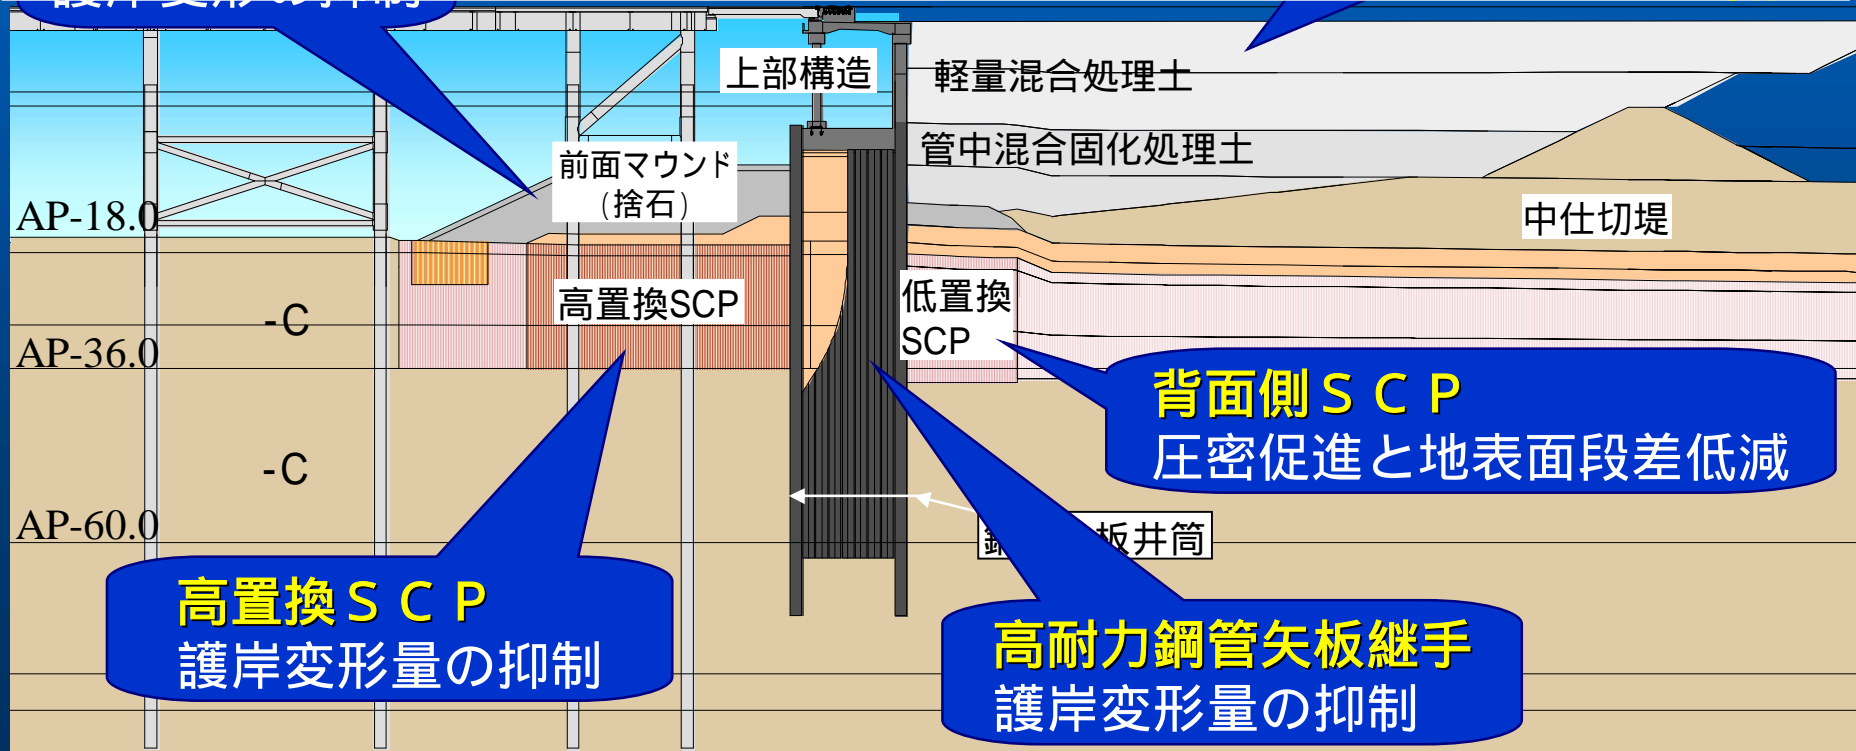 上部構造
軽量混合処理土
管中混合固化処理土
前面マウンド
(捨石)
AP-18.0
中仕切堤
高置換SCP
低置換
SCP
-C
AP-36.0
背面側ＳＣＰ
圧密促進と地表面段差低減
-C
AP-60.0
板井筒
高置換ＳＣＰ
護岸変形量の抑制
高耐力鋼管矢板継手
護岸変形量の抑制